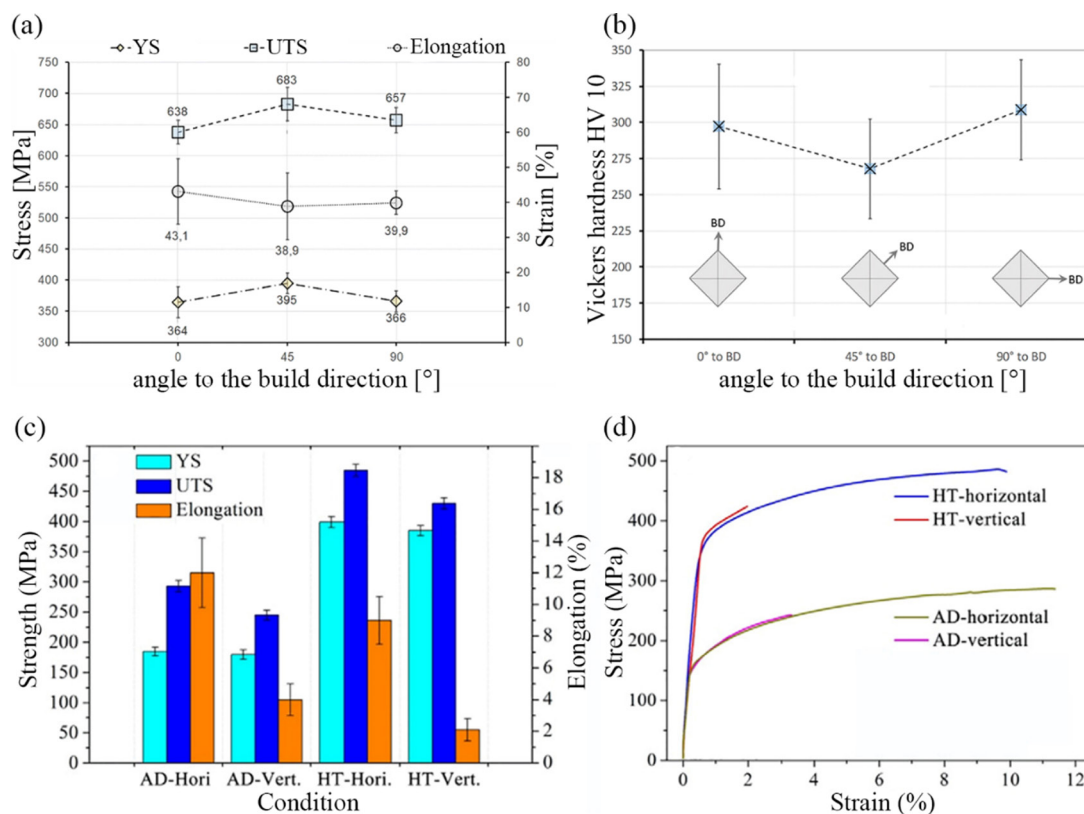 (a)
YS UTS Elongation
750
700
650
600
550
500
450
400
350
300
Stress [MPa]
638 683 657
43,1 38,9 39,9
364 395 366
80
70
60
50
40
30
20
10
0
Strain [%]
0 45 90
angle to the build direction [°]
(b)
350
325
300
275
250
225
200
175
150
Vickers hardness HV 10
BD BD BD
0° to BD 45° to BD 90° to BD
angle to the build direction [°]
(c)
YS
UTS
Elongation
500
450
400
350
300
250
200
150
100
50
0
Strength (MPa)
18
16
14
12
10
8
6
4
2
0
Elongation (%)
AD-Hori AD-Vert. HT-Hori. HT-Vert.
Condition
(d)
500
400
300
200
100
0
Stress (MPa)
HT-horizontal
HT-vertical
AD-horizontal
AD-vertical
0 2 4 6 8 10 12
Strain (%)